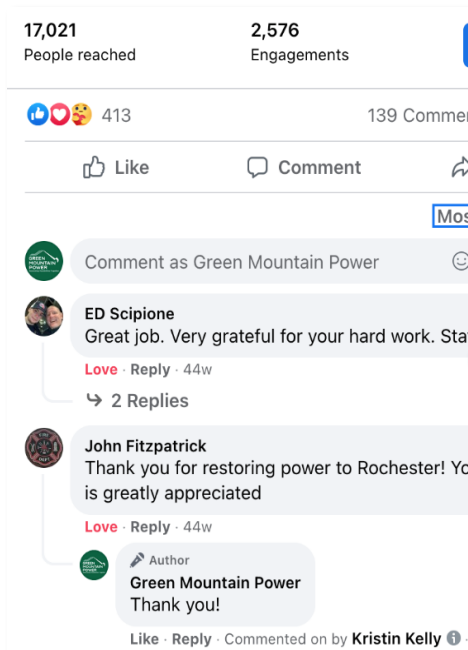 17,021
2,576
People reached
Engagements
413
139 Comme
Like
Comment
Mos
GREEN MOUNTAIN POWER
Comment as Green Mountain Power
ED Scipione
Great job. Very grateful for your hard work. Sta
Love · Reply · 44w
2 Replies
John Fitzpatrick
Thank you for restoring power to Rochester! Yo
is greatly appreciated
Love · Reply · 44w
Author
Green Mountain Power
Thank you!
Like · Reply · Commented on by Kristin Kelly ·